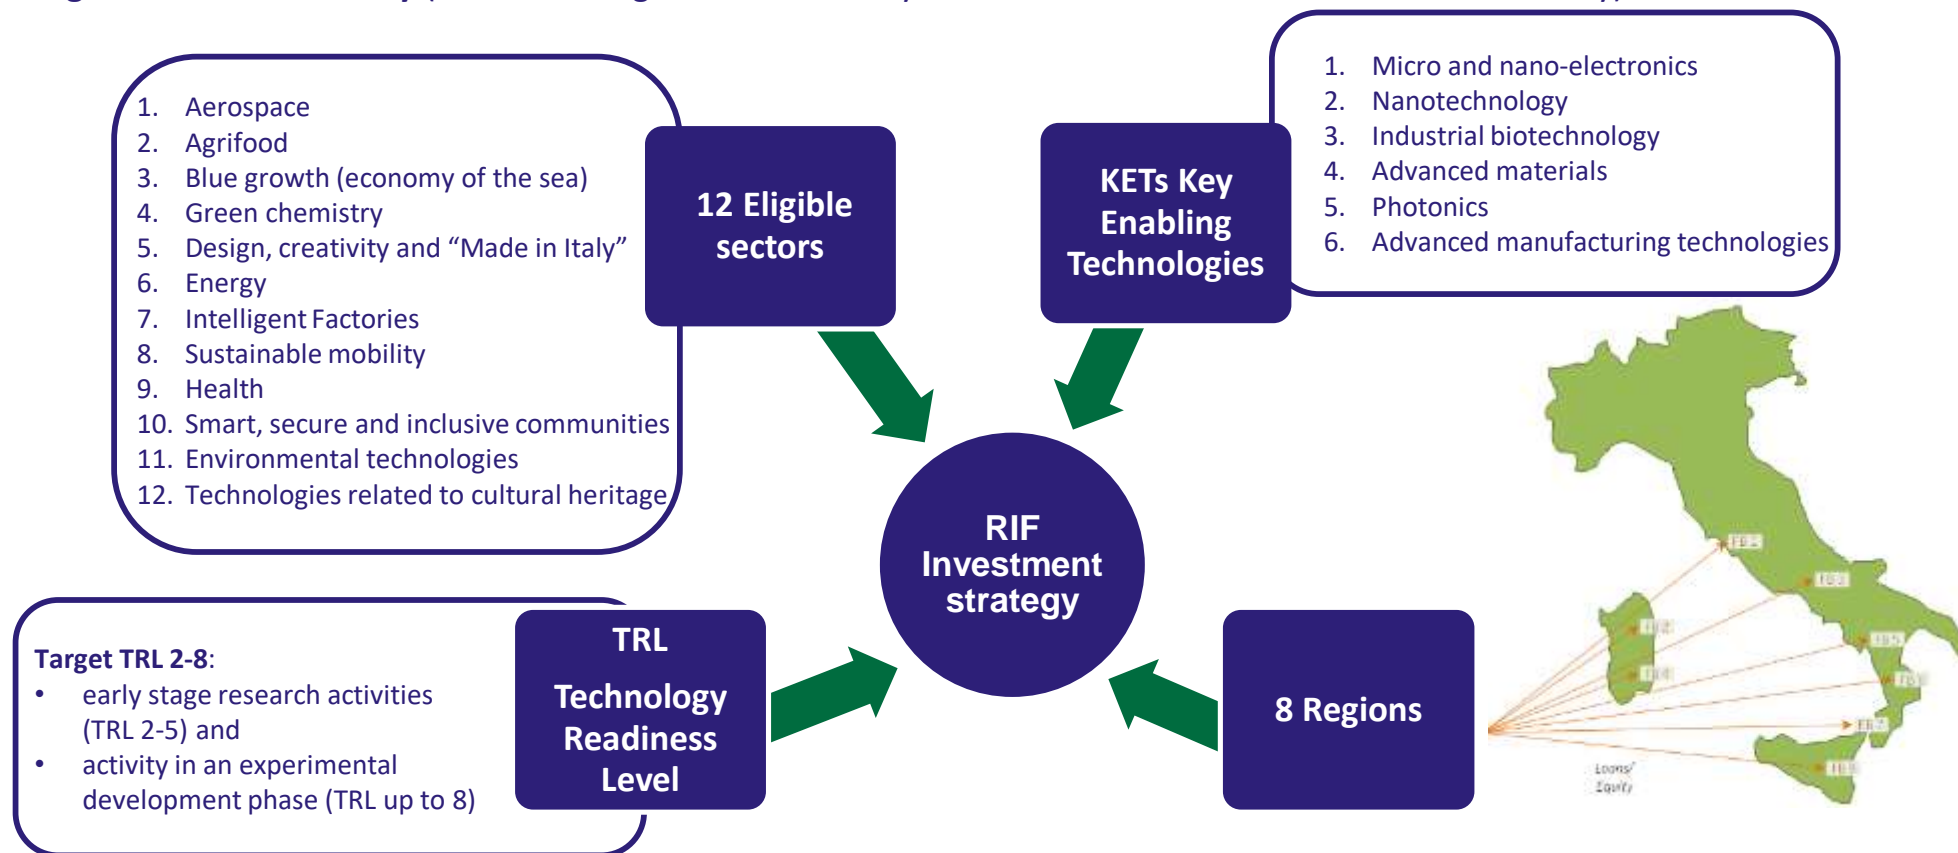 1. Aerospace
2. Agrifood
3. Blue growth (economy of the sea)
4. Green chemistry
5. Design, creativity and “Made in Italy”
6. Energy
7. Intelligent Factories
8. Sustainable mobility
9. Health
10. Smart, secure and inclusive communities
11. Environmental technologies
12. Technologies related to cultural heritage
12 Eligible
sectors
KETs Key
Enabling
Technologies
1. Micro and nano-electronics
2. Nanotechnology
3. Industrial biotechnology
4. Advanced materials
5. Photonics
6. Advanced manufacturing technologies
RIF
Investment
strategy
Target TRL 2-8:
• early stage research activities
(TRL 2-5) and
• activity in an experimental
development phase (TRL up to 8)
TRL
Technology
Readiness
Level
8 Regions
Loans/
Equity